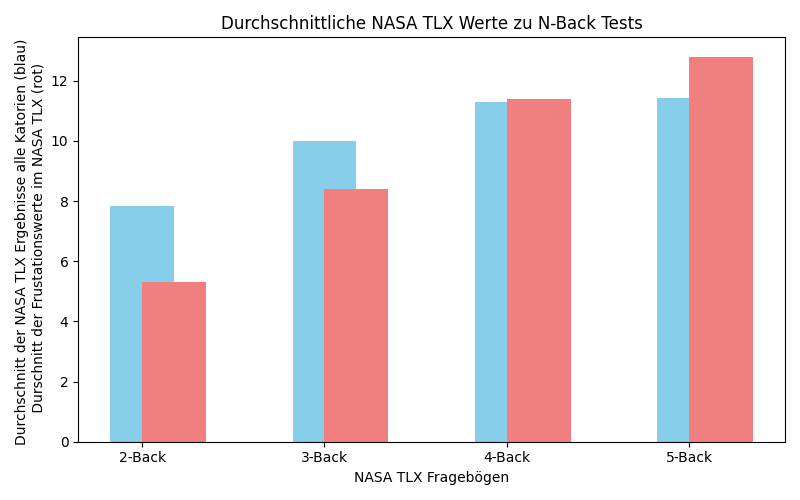 Durchschnittliche NASA TLX Werte zu N-Back Tests
Durchschnitt der NASA TLX Ergebnisse alle Katorien (blau)
Durschnitt der Frustationswerte im NASA TLX (rot)
12
10
8
6
4
2
0
2-Back
3-Back
4-Back
5-Back
NASA TLX Fragebögen